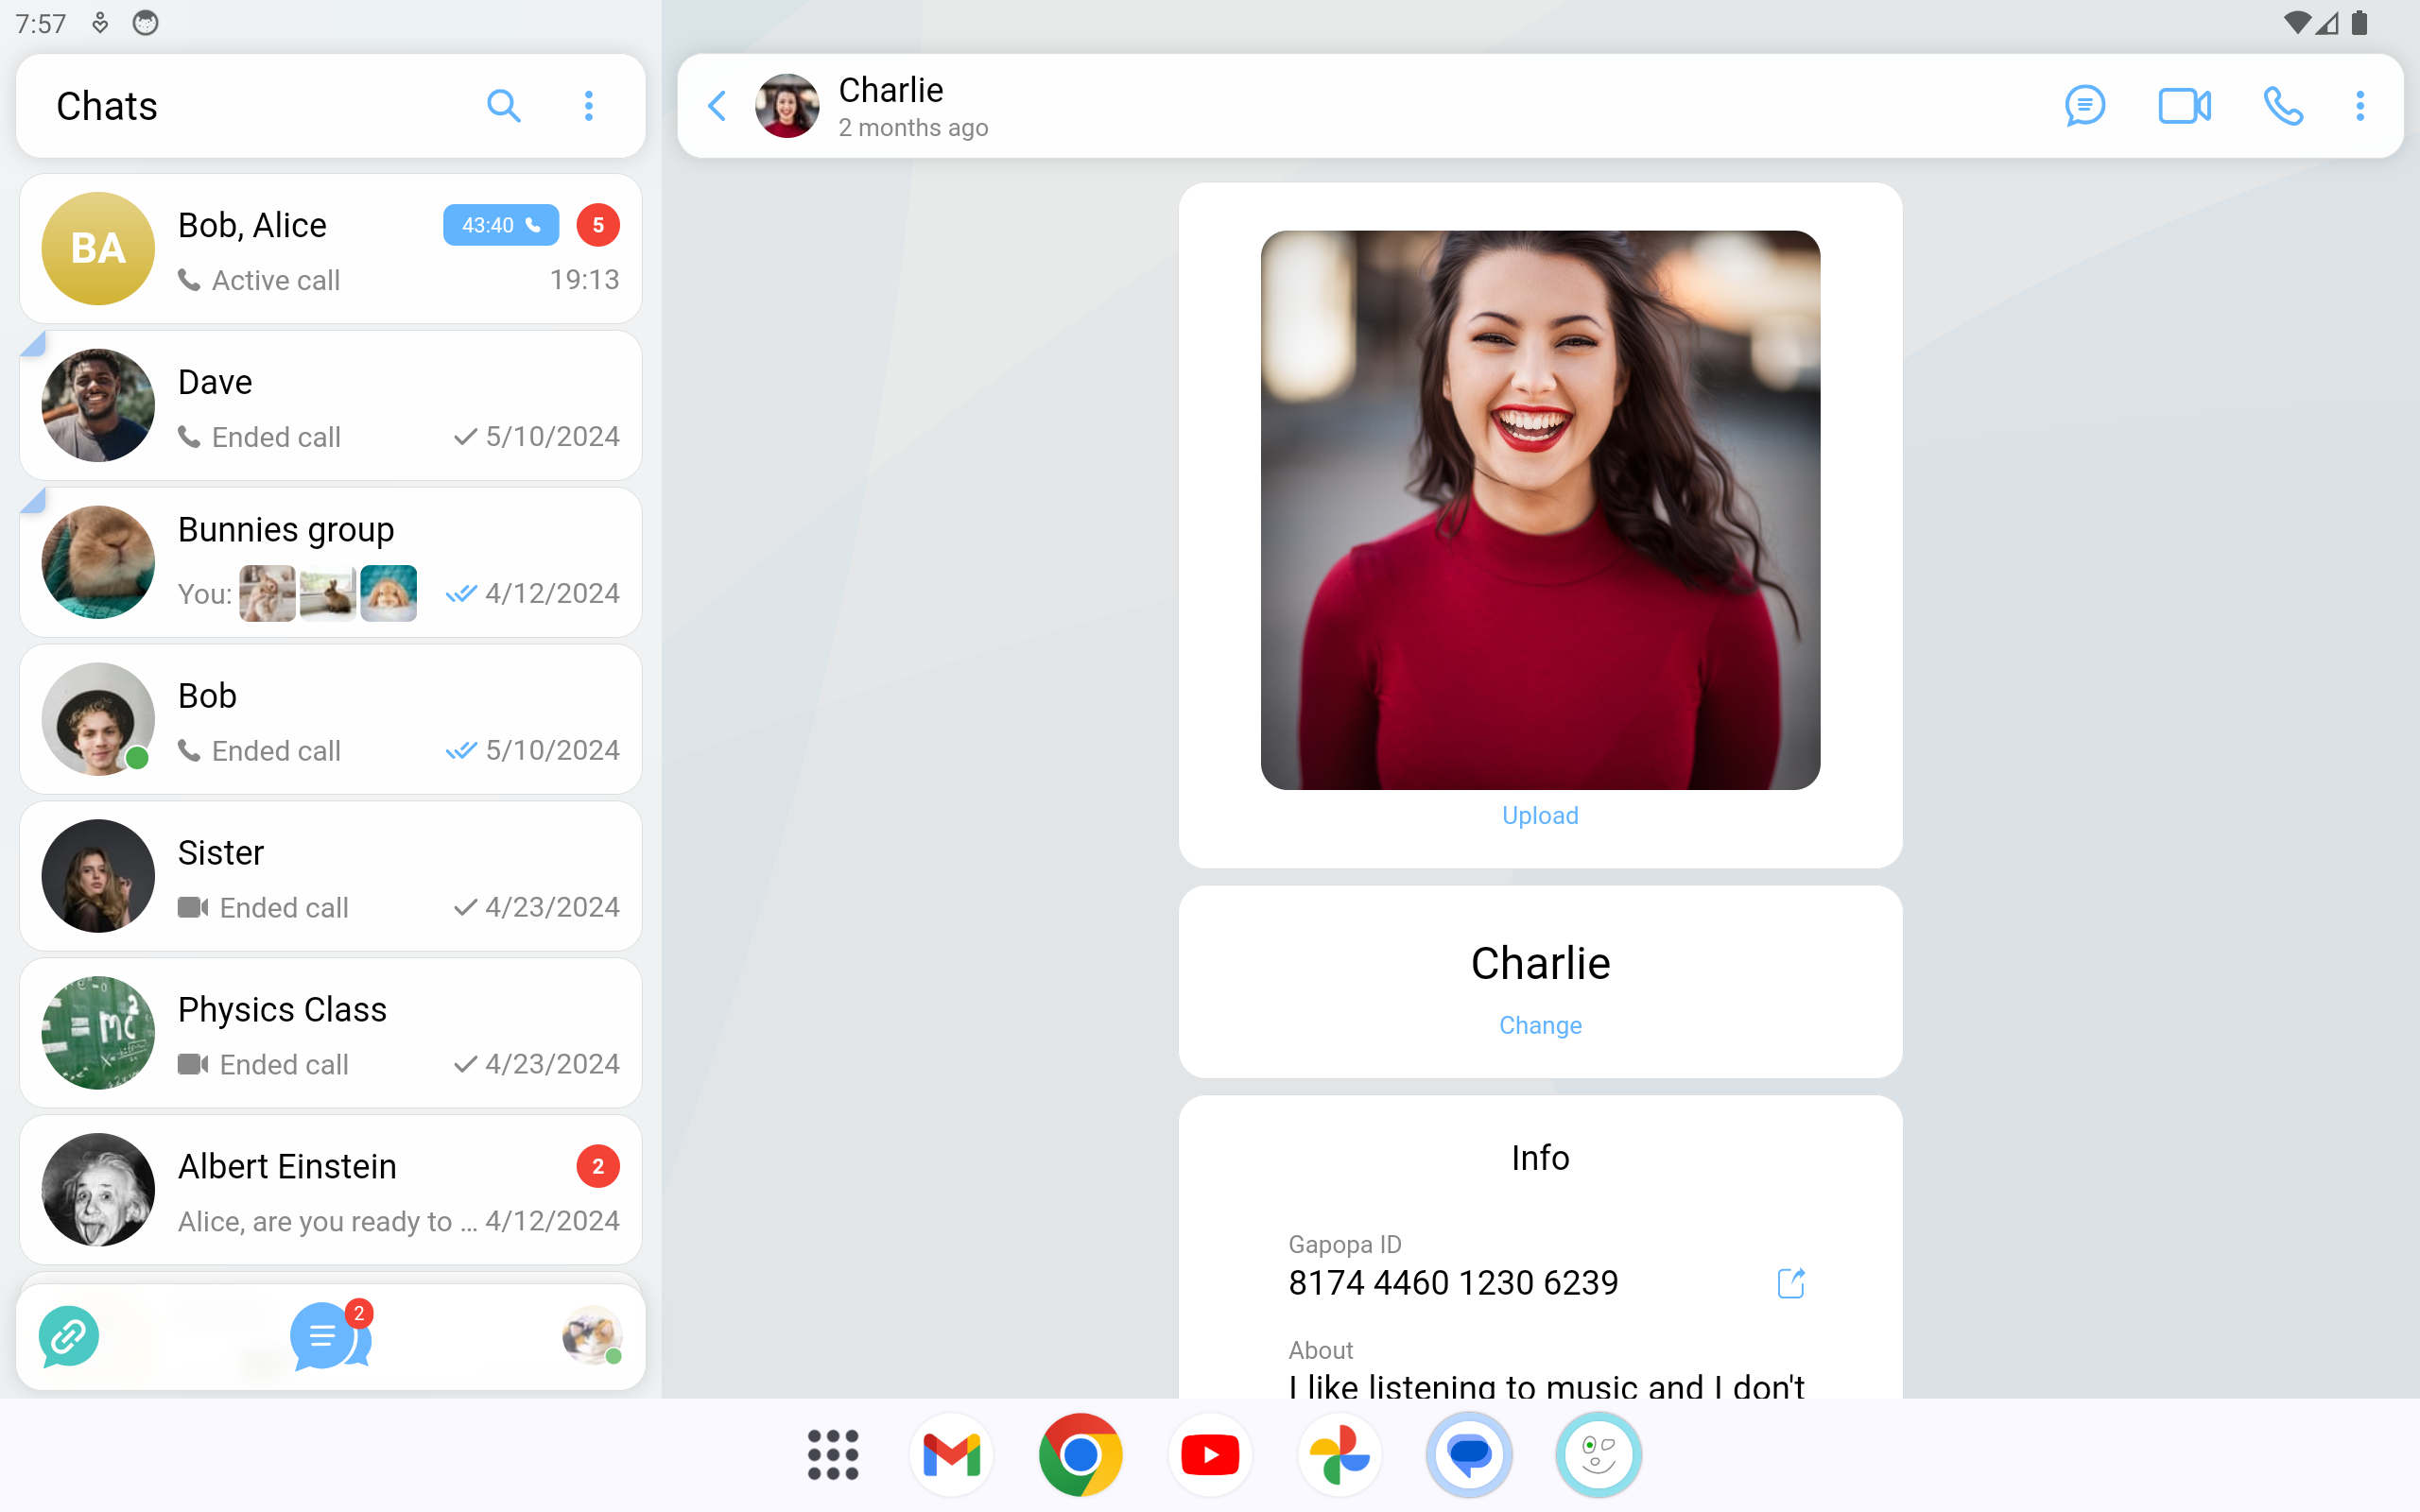 7:57
Chats
BA
Bob, Alice
43:40
5
Active call
19:13
Dave
Ended call
5/10/2024
Bunnies group
You:
4/12/2024
Bob
Ended call
5/10/2024
Sister
Ended call
4/23/2024
= mc²
Physics Class
Ended call
4/23/2024
Albert Einstein
2
Alice, are you ready to ...
4/12/2024
2
Charlie
2 months ago
Upload
Charlie
Change
Info
Gapopa ID
8174 4460 1230 6239
About
I like listening to music and I don't